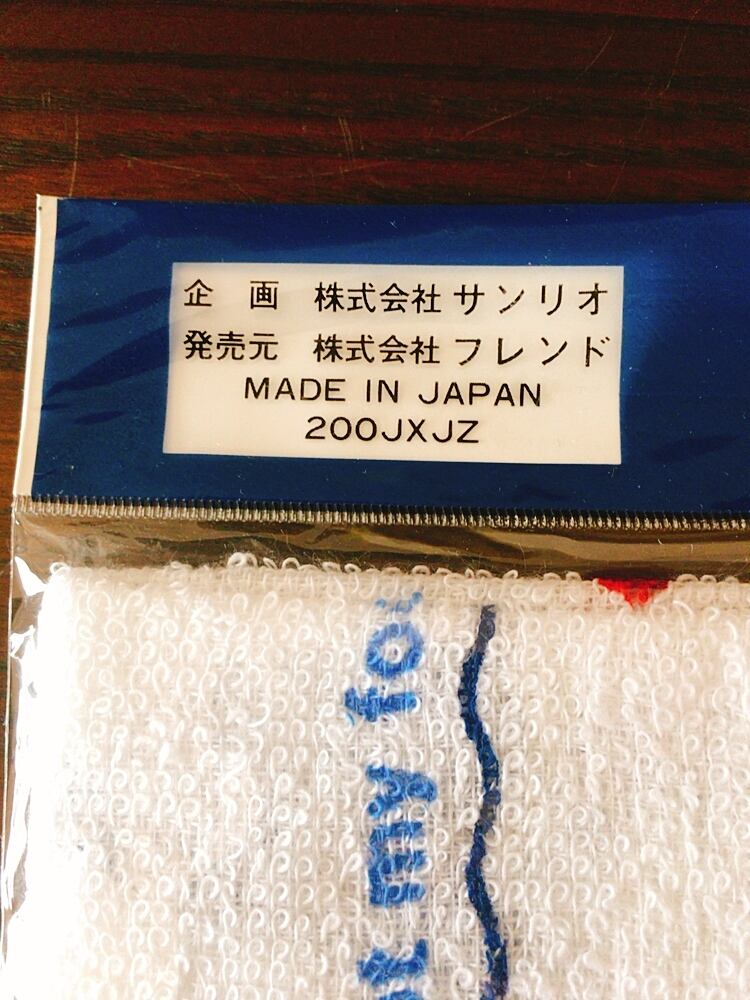 企　画　株式会社サンリオ
発売元　株式会社フレンド
MADE IN JAPAN
200JXJZ
my